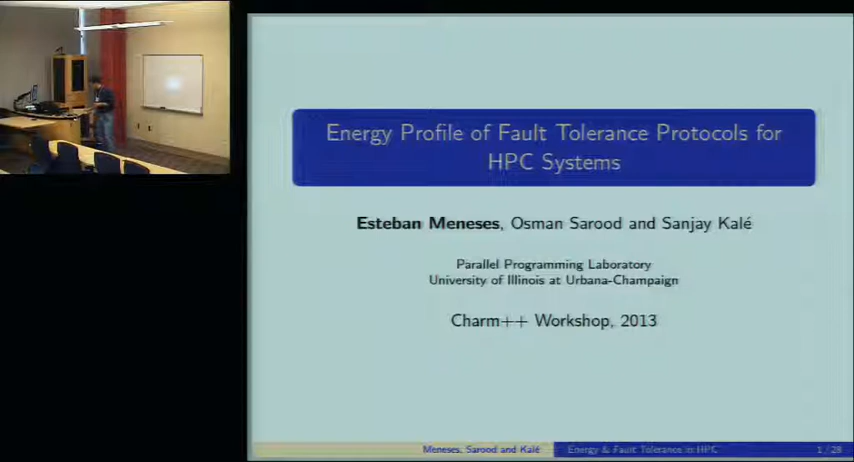 Energy Profile of Fault Tolerance Protocols for
HPC Systems
Esteban Meneses, Osman Sarood and Sanjay Kalé
Parallel Programming Laboratory
University of Illinois at Urbana-Champaign
Charm++ Workshop, 2013
Meneses, Sarood and Kalé
Energy & Fault Tolerance in HPC
1 / 28